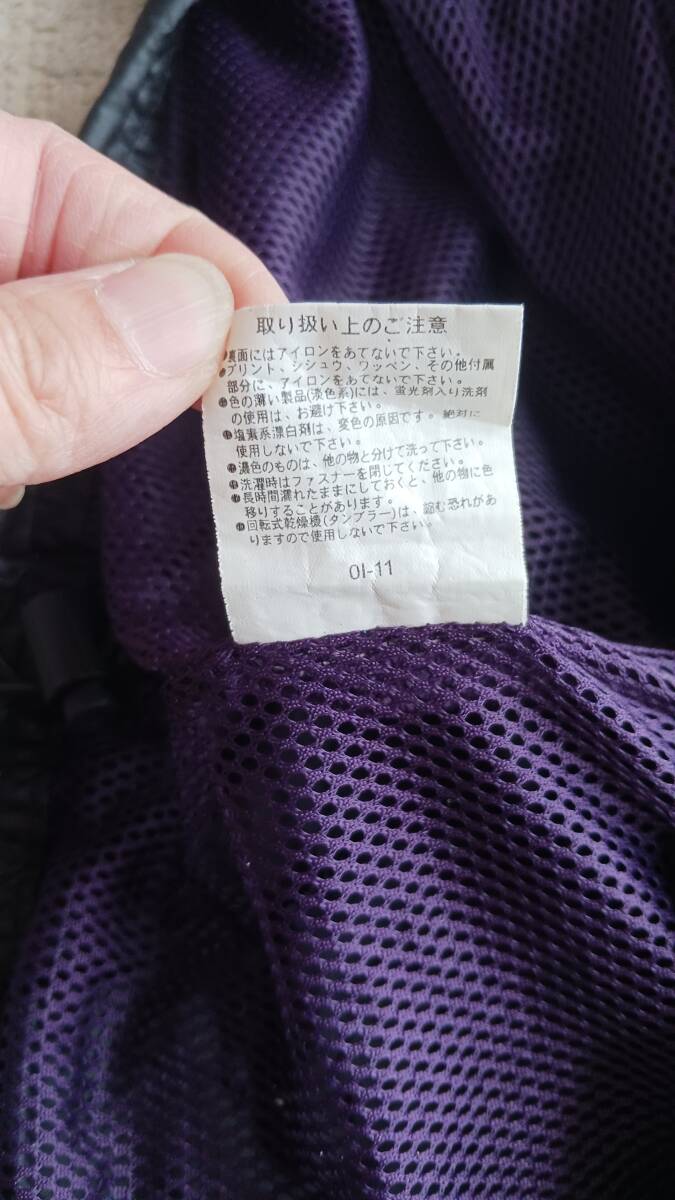 取り扱い上のご注意
●裏面にはアイロンをあてないで下さい。
●プリント、シシュウ、ワッペン、その他付属
部分に、アイロンをあてないで下さい。
●色の薄い製品(淡色系)には、蛍光剤入り洗剤
の使用は、お避け下さい。
●塩素系漂白剤は、変色の原因です。絶対に
使用しないで下さい。
●濃色のものは、他の物と分けて洗って下さい。
●洗濯時はファスナーを閉じてください。
●長時間濡れたままにしておくと、他の物に色
移りすることがあります。
●回転式乾燥機(タンブラー)は、縮む恐れがあ
りますので使用しないで下さい。
OI-11